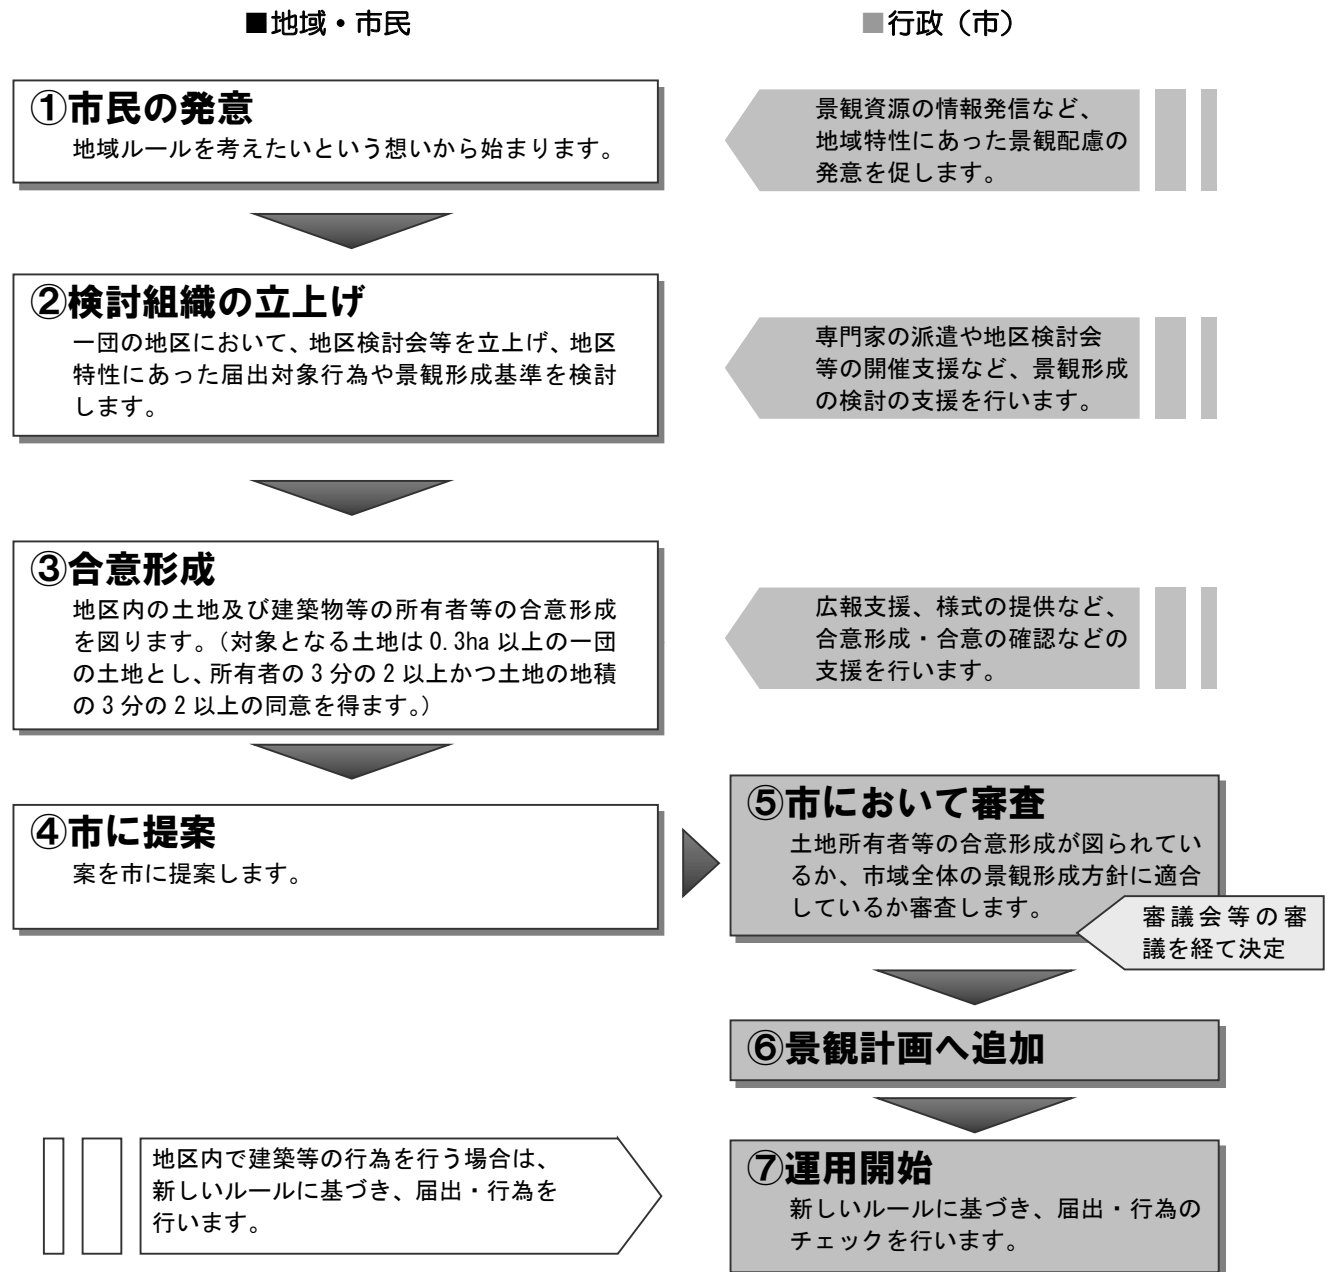 ■地域・市民
■行政（市）
①市民の発意
地域ルールを考えたいという想いから始まります。
景観資源の情報発信など、
地域特性にあった景観配慮の
発意を促します。
②検討組織の立上げ
一団の地区において、地区検討会等を立上げ、地区
特性にあった届出対象行為や景観形成基準を検討
します。
専門家の派遣や地区検討会
等の開催支援など、景観形成
の検討の支援を行います。
③合意形成
地区内の土地及び建築物等の所有者等の合意形成
を図ります。（対象となる土地は0.3ha以上の一団
の土地とし、所有者の3分の2以上かつ土地の地積
の3分の2以上の同意を得ます。）
広報支援、様式の提供など、
合意形成・合意の確認などの
支援を行います。
④市に提案
案を市に提案します。
⑤市において審査
土地所有者等の合意形成が図られてい
るか、市域全体の景観形成方針に適合
しているか審査します。
審議会等の審
議を経て決定
⑥景観計画へ追加
地区内で建築等の行為を行う場合は、
新しいルールに基づき、届出・行為を
行います。
⑦運用開始
新しいルールに基づき、届出・行為の
チェックを行います。